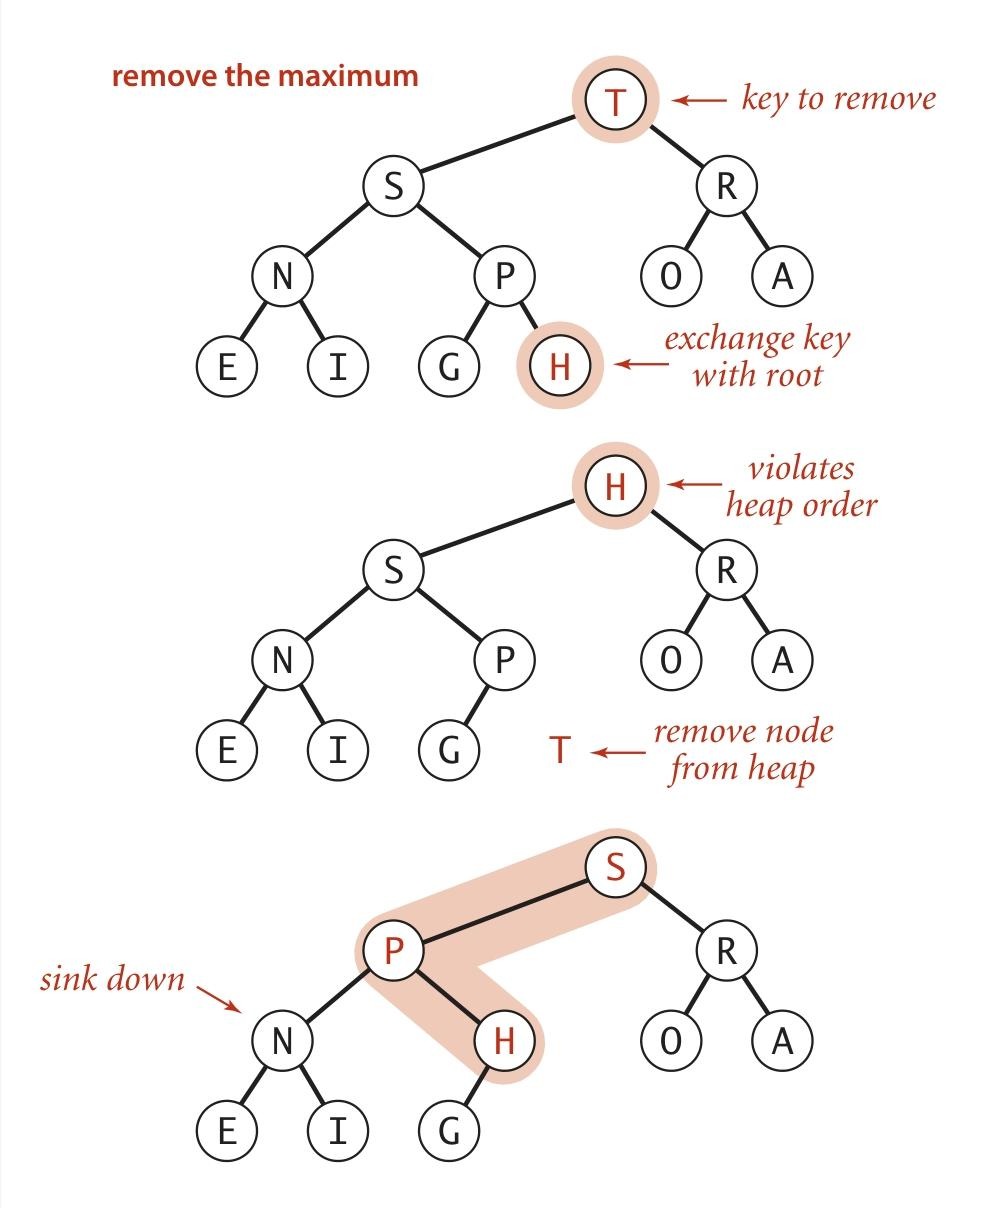 remove the maximum
T
key to remove
S
R
N
P
O
A
E
I
G
H
exchange key
with root
H
violates
heap order
S
R
N
P
O
A
E
I
G
T
remove node
from heap
S
P
R
sink down
N
H
O
A
E
I
G